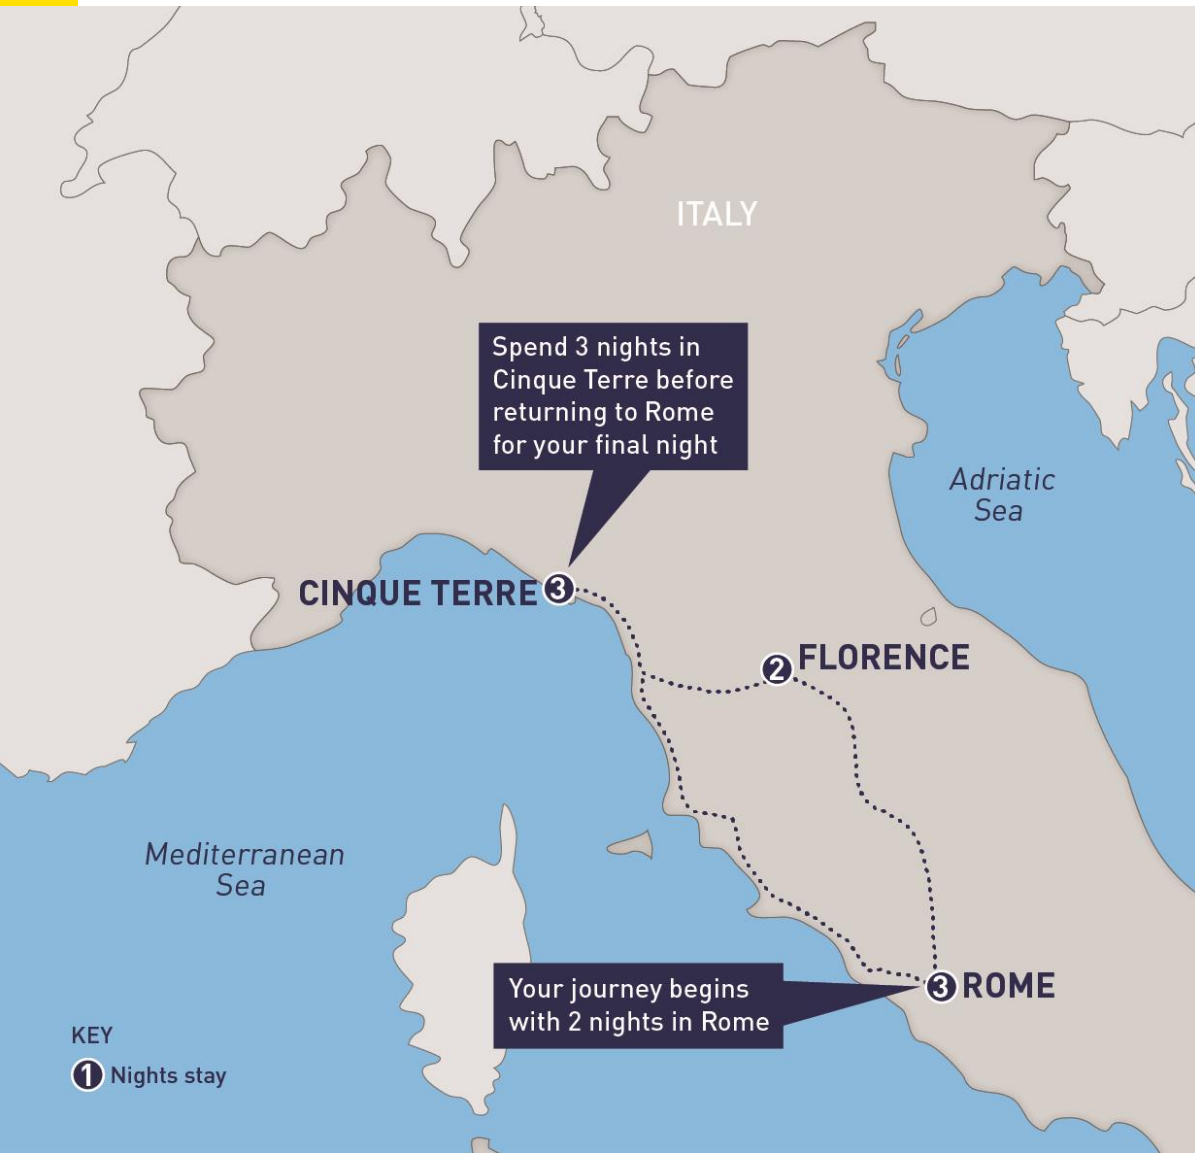 ITALY
Spend 3 nights in
Cinque Terre before
returning to Rome
for your final night
Adriatic
Sea
CINQUE TERRE 3
2 FLORENCE
Mediterranean
Sea
Your journey begins
with 2 nights in Rome
3 ROME
KEY
1 Nights stay